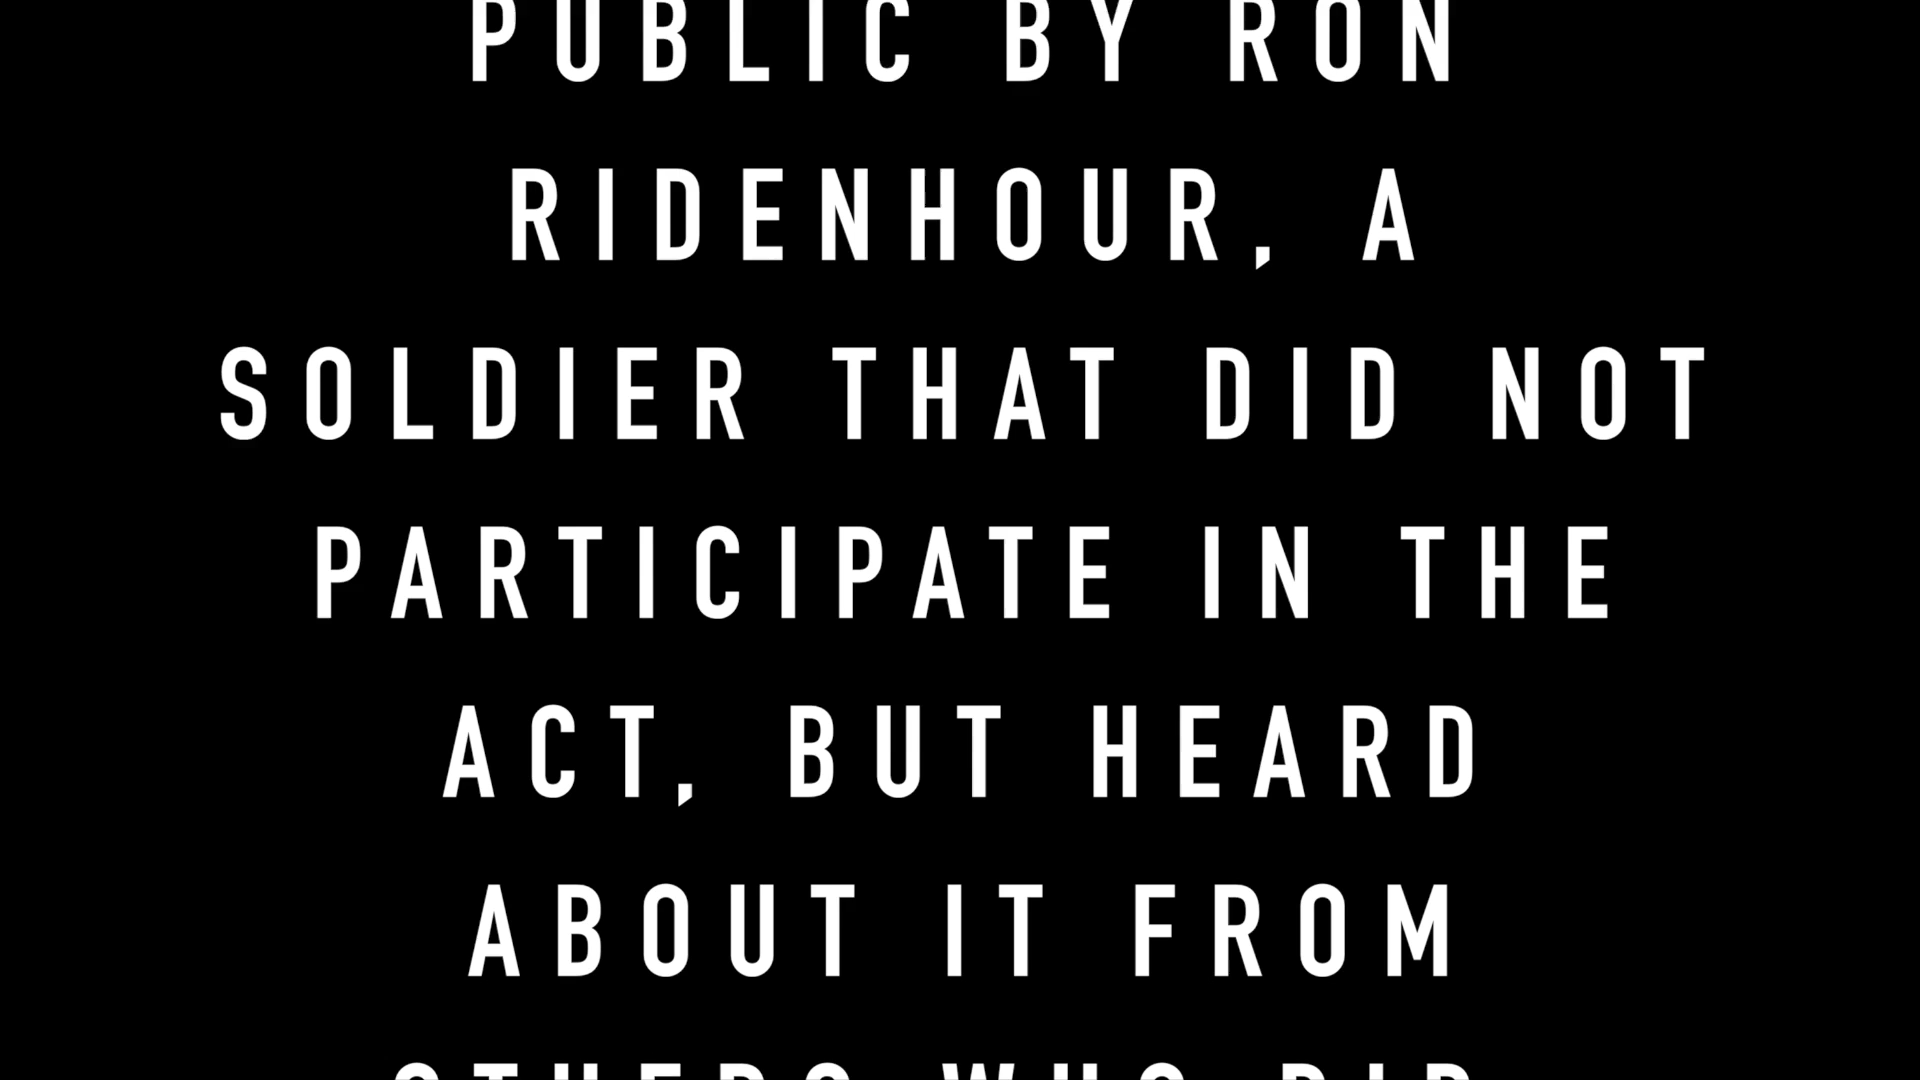 PUBLIC BY RON
RIDENHOUR, A
SOLDIER THAT DID NOT
PARTICIPATE IN THE
ACT, BUT HEARD
ABOUT IT FROM
OTHERS WHO DID